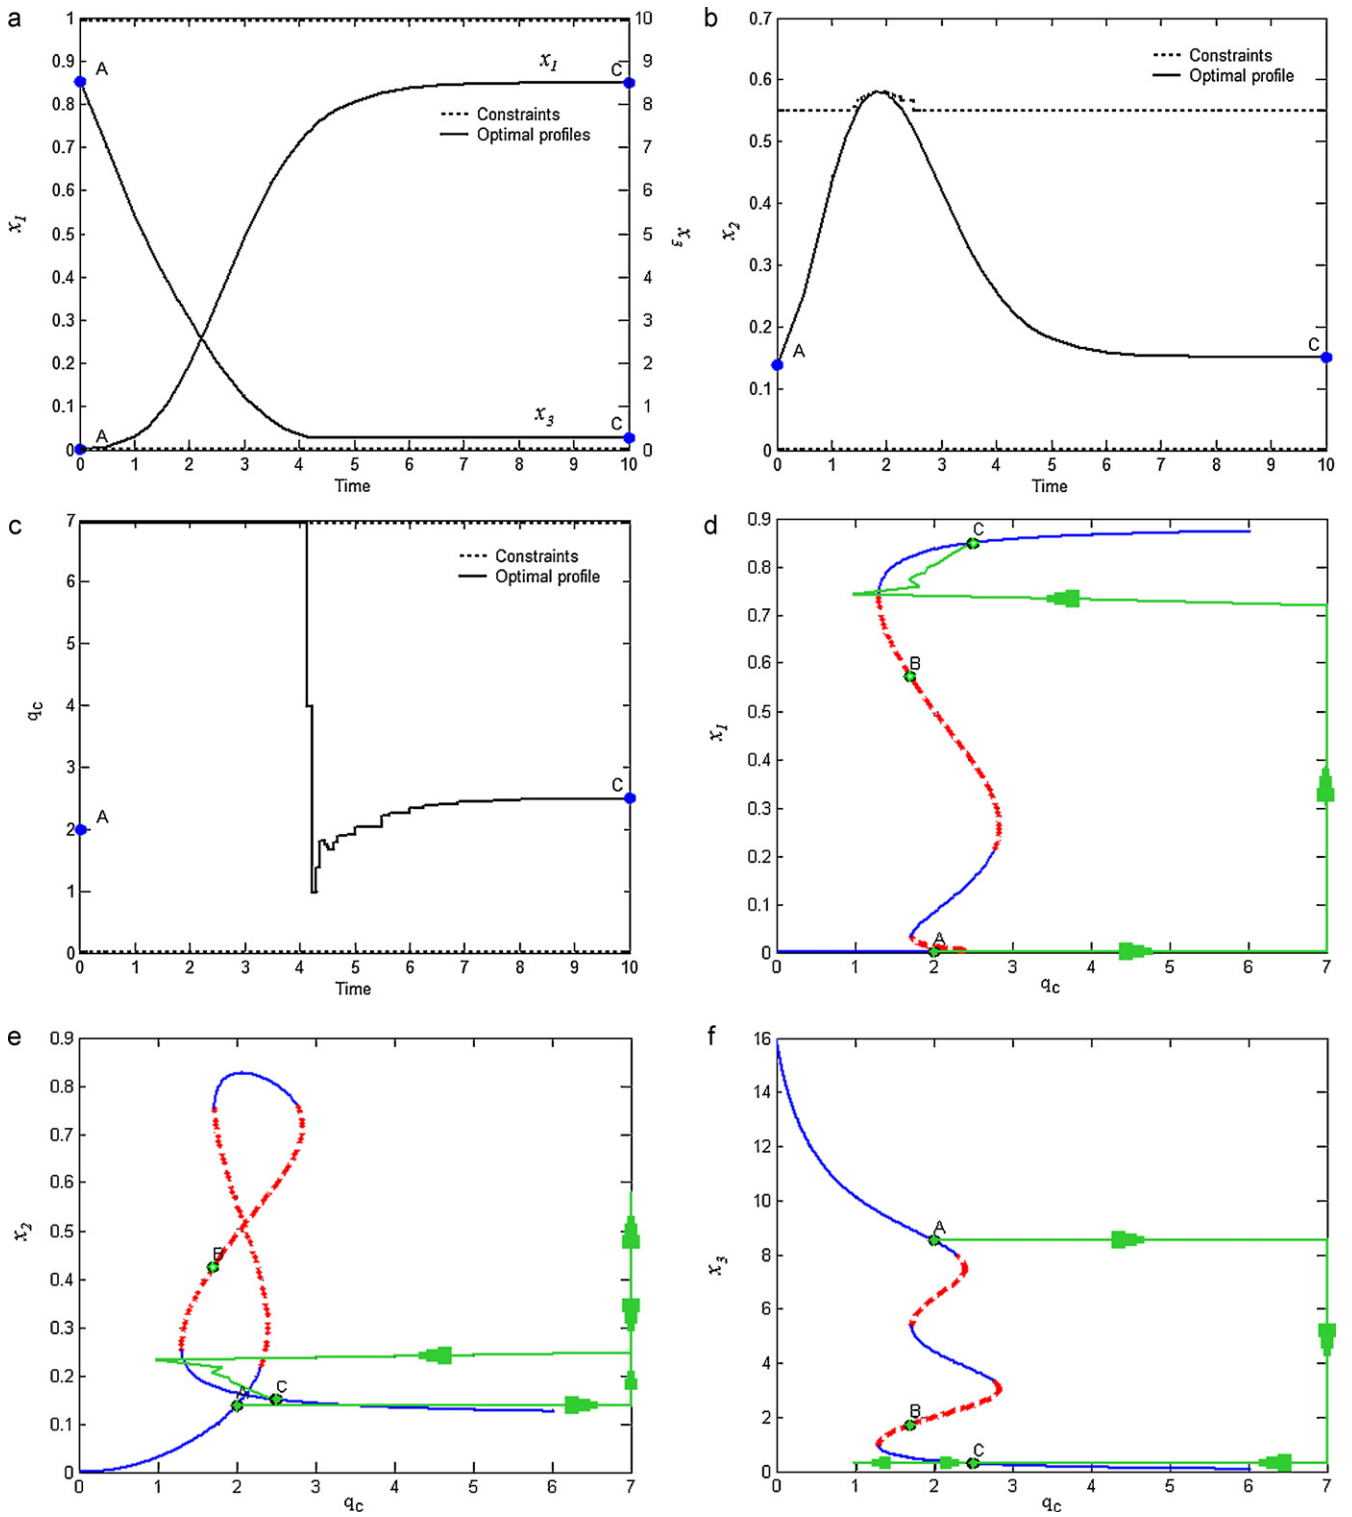 a
1
0.9
0.8
0.7
0.6
0.5
0.4
0.3
0.2
0.1
0
x1
10
9
8
7
6
5
4
3
2
1
0
x3
A
x1
C
Constraints
Optimal profiles
A
x3
C
0 1 2 3 4 5 6 7 8 9 10
Time
b
0.7
0.6
0.5
0.4
0.3
0.2
0.1
0
x2
Constraints
Optimal profile
A
C
0 1 2 3 4 5 6 7 8 9 10
Time
c
7
6
5
4
3
2
1
0
qc
Constraints
Optimal profile
A
C
0 1 2 3 4 5 6 7 8 9 10
Time
d
0.9
0.8
0.7
0.6
0.5
0.4
0.3
0.2
0.1
0
x1
C
B
A
0 1 2 3 4 5 6 7
qc
e
0.9
0.8
0.7
0.6
0.5
0.4
0.3
0.2
0.1
0
x2
B
A
C
0 1 2 3 4 5 6 7
qc
f
16
14
12
10
8
6
4
2
0
x3
A
B
C
0 1 2 3 4 5 6 7
qc